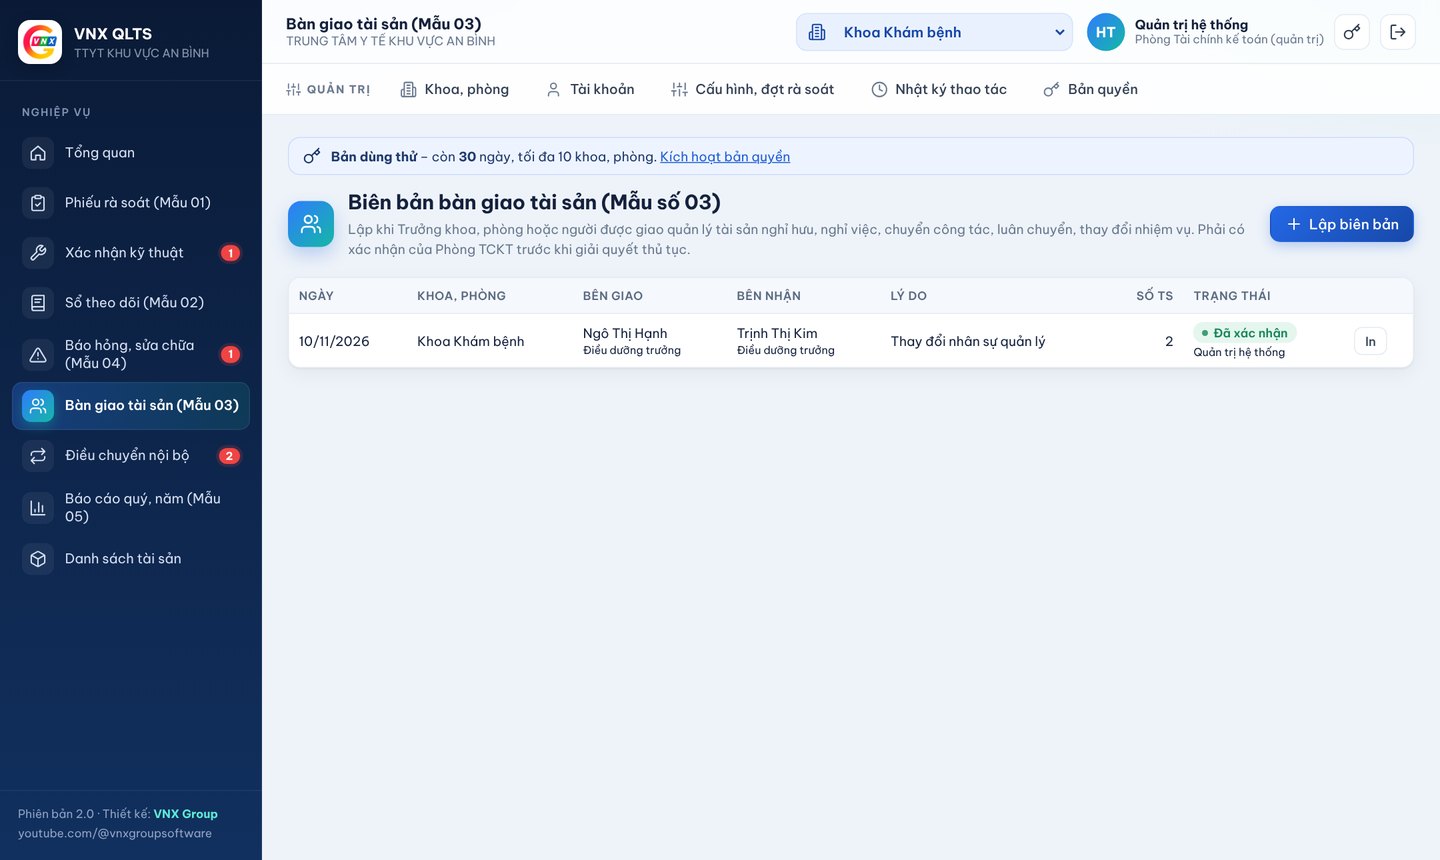 VNX
VNX QLTS
TTYT KHU VỰC AN BÌNH
NGHIỆP VỤ
Tổng quan
Phiếu rà soát (Mẫu 01)
Xác nhận kỹ thuật
1
Sổ theo dõi (Mẫu 02)
Báo hỏng, sửa chữa
(Mẫu 04)
1
Bàn giao tài sản (Mẫu 03)
Điều chuyển nội bộ
2
Báo cáo quý, năm (Mẫu
05)
Danh sách tài sản
Phiên bản 2.0 · Thiết kế: VNX Group
youtube.com/@vnxgroupsoftware
Bàn giao tài sản (Mẫu 03)
TRUNG TÂM Y TẾ KHU VỰC AN BÌNH
Khoa Khám bệnh
HT
Quản trị hệ thống
Phòng Tài chính kế toán (quản trị)
QUẢN TRỊ
Khoa, phòng
Tài khoản
Cấu hình, đợt rà soát
Nhật ký thao tác
Bản quyền
Bản dùng thử – còn 30 ngày, tối đa 10 khoa, phòng. Kích hoạt bản quyền
Biên bản bàn giao tài sản (Mẫu số 03)
Lập khi Trưởng khoa, phòng hoặc người được giao quản lý tài sản nghỉ hưu, nghỉ việc, chuyển công tác, luân chuyển, thay đổi nhiệm vụ. Phải có
xác nhận của Phòng TCKT trước khi giải quyết thủ tục.
Lập biên bản
NGÀY KHOA, PHÒNG BÊN GIAO BÊN NHẬN LÝ DO SỐ TS TRẠNG THÁI
10/11/2026 Khoa Khám bệnh Ngô Thị Hạnh Trịnh Thị Kim Thay đổi nhân sự quản lý 2 Đã xác nhận In
Điều dưỡng trưởng Điều dưỡng trưởng Quản trị hệ thống